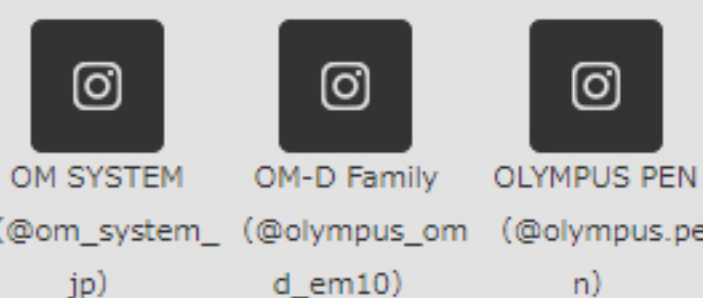 OM SYSTEM
(@om_system_
jp)
OM-D Family
(@olympus_om
d_em10)
OLYMPUS PEN
(@olympus.pe
n)